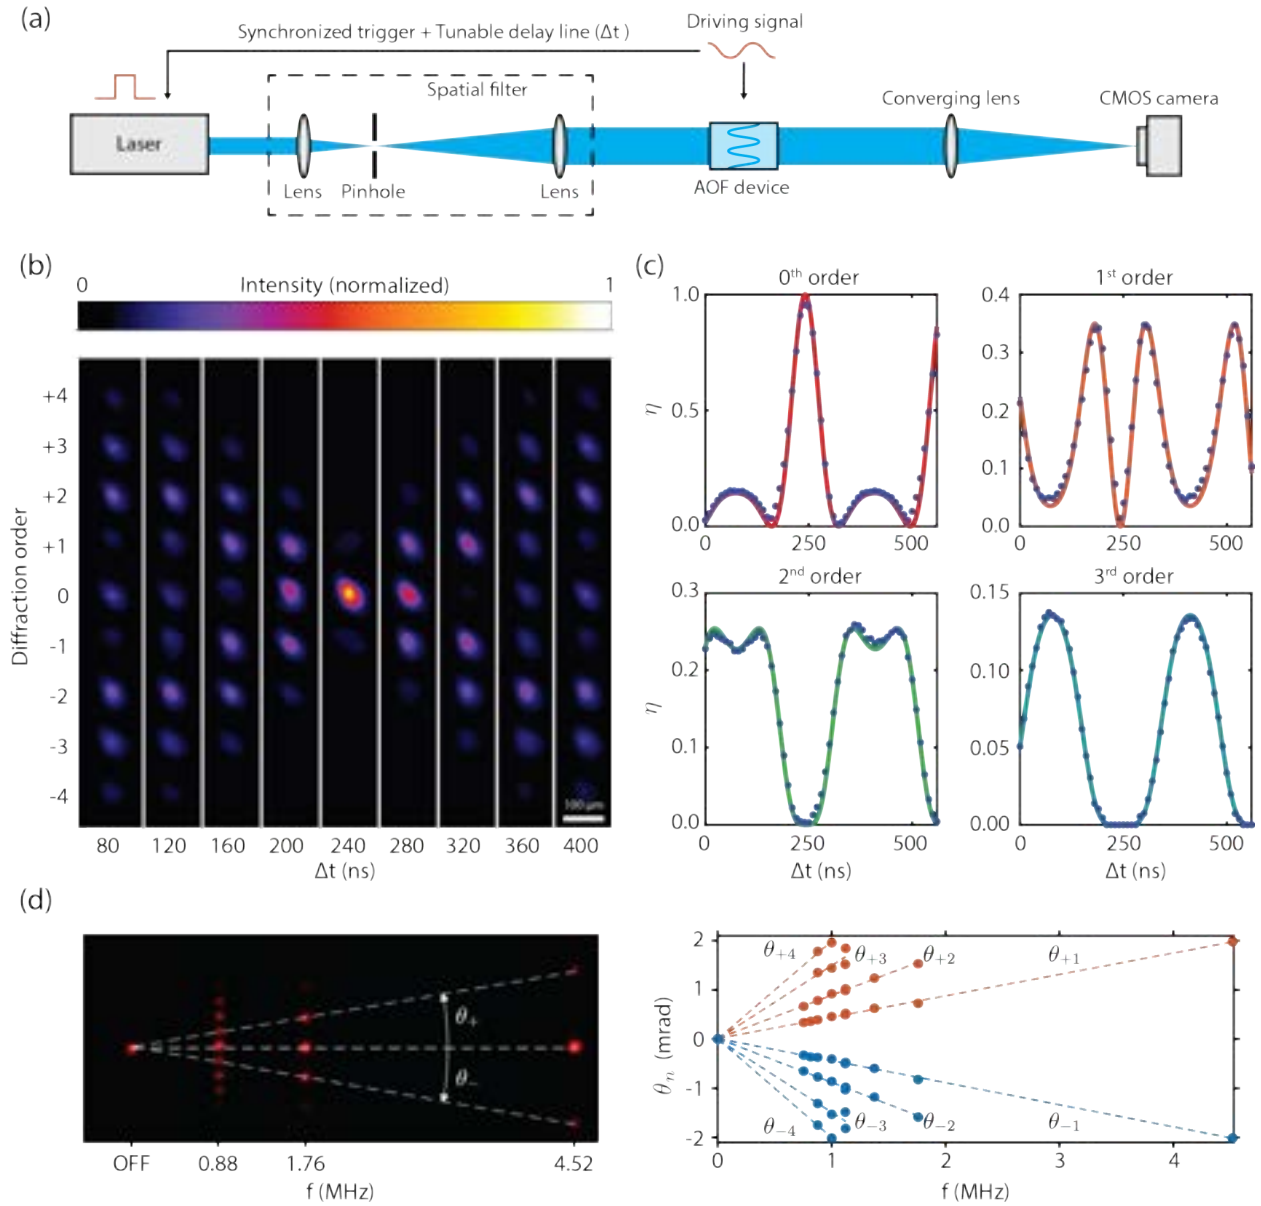 (a)
Driving signal
Synchronized trigger + Tunable delay line (Δt )
Spatial filter
Converging lens
CMOS camera
Laser
Lens
Pinhole
Lens
AOF device
(b)
0 Intensity (normalized) 1
Diffraction order
+4
+3
+2
+1
0
-1
-2
-3
-4
100 µm
80 120 160 200 240 280 320 360 400
Δt (ns)
(c)
0th order
η
1.0
0.5
0.0
0 250 500
1st order
0.4
0.3
0.2
0.1
0.0
0 250 500
2nd order
η
0.3
0.2
0.1
0.0
0 250 500
Δt (ns)
3rd order
0.15
0.10
0.05
0.00
0 250 500
Δt (ns)
(d)
θ+
θ−
OFF 0.88 1.76 4.52
f (MHz)
θn (mrad)
2
1
0
-1
-2
θ+4 θ+3 θ+2 θ+1
θ−4 θ−3 θ−2 θ−1
0 1 2 3 4
f (MHz)